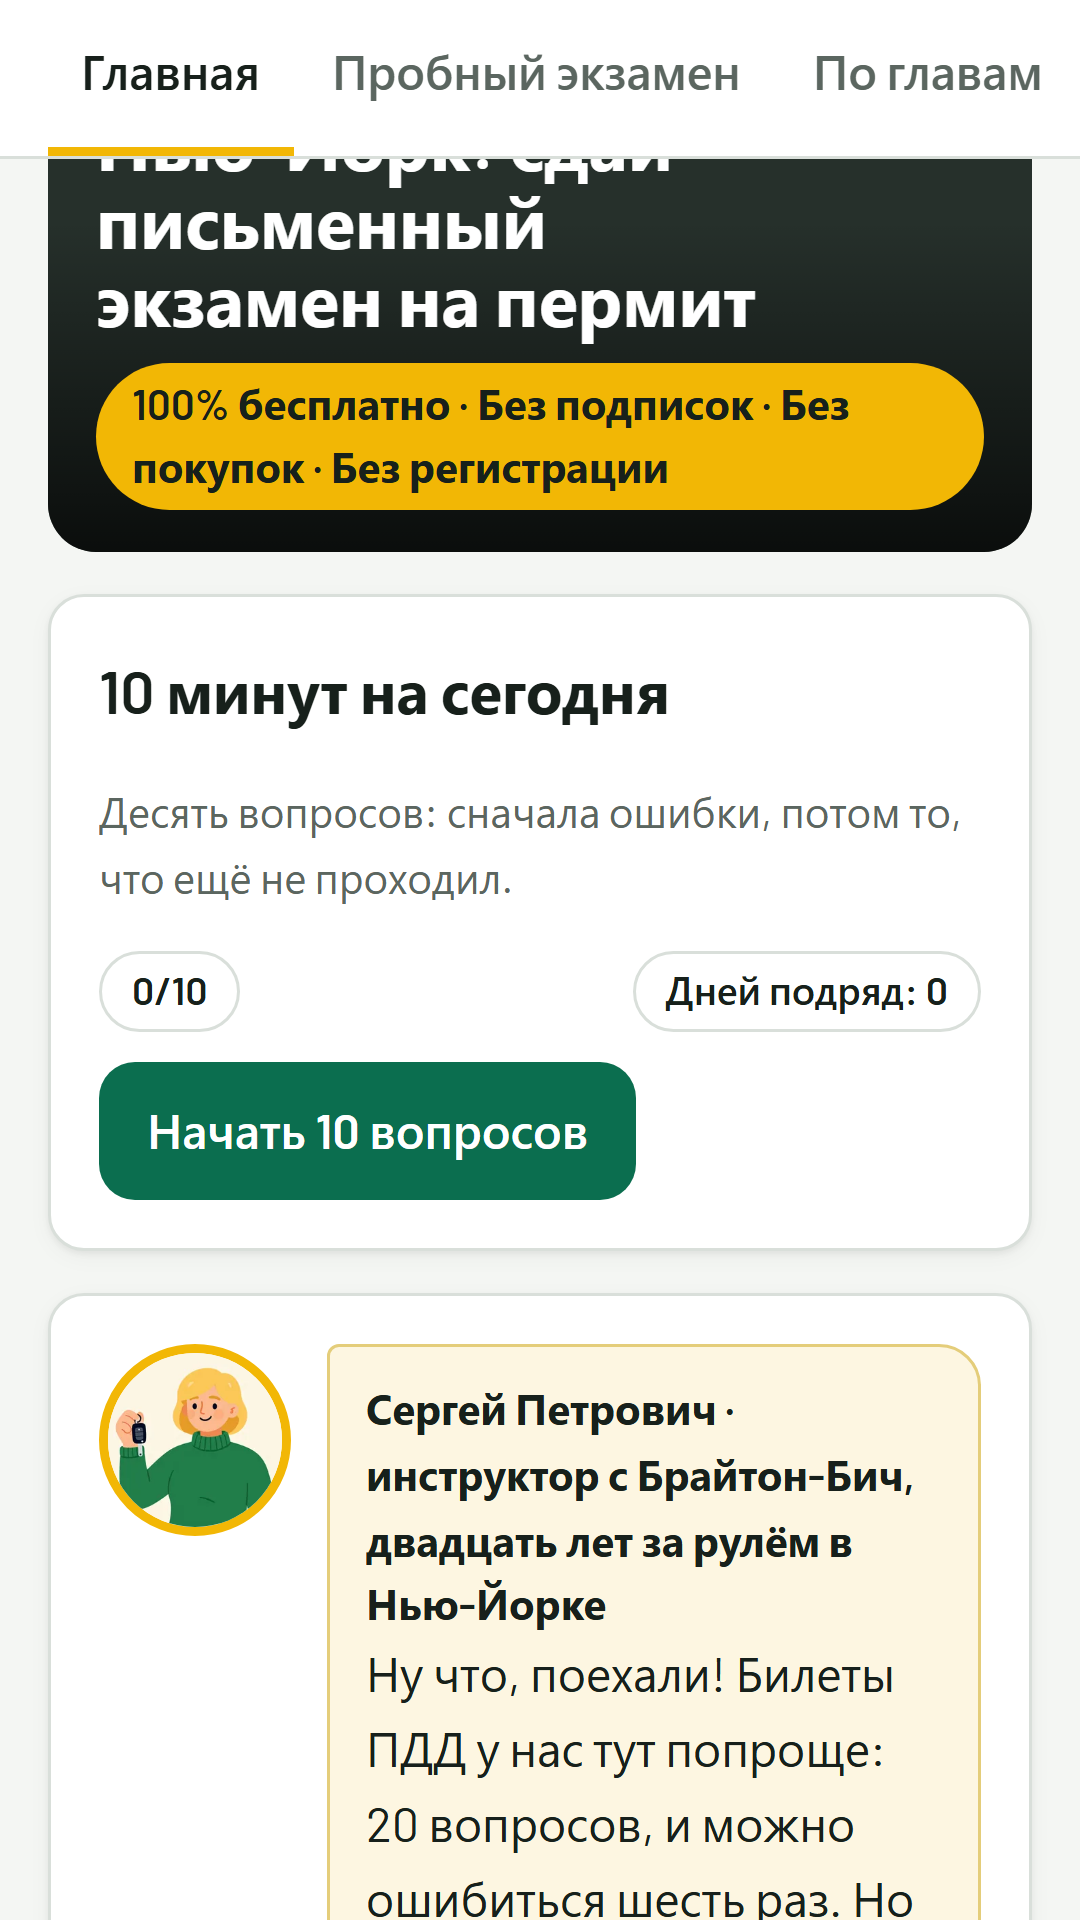 Главная
Пробный экзамен
По главам
Нью-Йорк: сдай
письменный
экзамен на пермит
100% бесплатно · Без подписок · Без
покупок · Без регистрации
10 минут на сегодня
Десять вопросов: сначала ошибки, потом то,
что ещё не проходил.
0/10
Дней подряд: 0
Начать 10 вопросов
Сергей Петрович ·
инструктор с Брайтон-Бич,
двадцать лет за рулём в
Нью-Йорке
Ну что, поехали! Билеты
ПДД у нас тут попроще:
20 вопросов, и можно
ошибиться шесть раз. Но